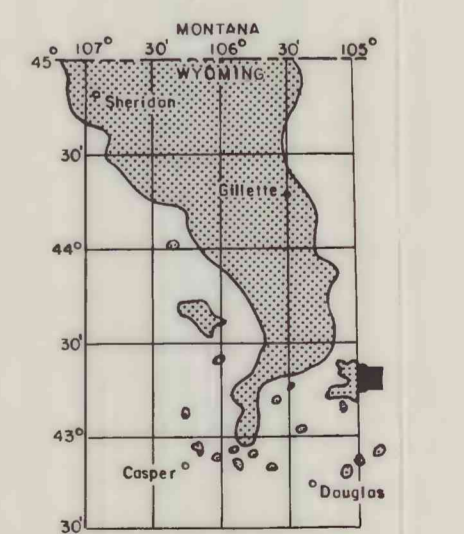 MONTANA
45° 107° 30' 106° 30' 105°
WYOMING
Sheridan
30'
Gillette
44°
30'
43°
Casper
Douglas
30'